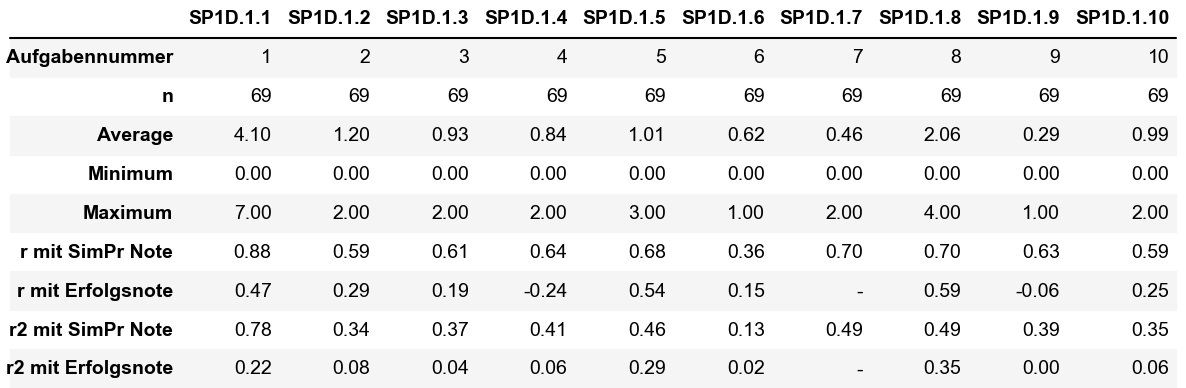 SP1D.1.1 SP1D.1.2 SP1D.1.3 SP1D.1.4 SP1D.1.5 SP1D.1.6 SP1D.1.7 SP1D.1.8 SP1D.1.9 SP1D.1.10
Aufgabennummer 1 2 3 4 5 6 7 8 9 10
n 69 69 69 69 69 69 69 69 69 69
Average 4.10 1.20 0.93 0.84 1.01 0.62 0.46 2.06 0.29 0.99
Minimum 0.00 0.00 0.00 0.00 0.00 0.00 0.00 0.00 0.00 0.00
Maximum 7.00 2.00 2.00 2.00 3.00 1.00 2.00 4.00 1.00 2.00
r mit SimPr Note 0.88 0.59 0.61 0.64 0.68 0.36 0.70 0.70 0.63 0.59
r mit Erfolgsnote 0.47 0.29 0.19 -0.24 0.54 0.15 - 0.59 -0.06 0.25
r2 mit SimPr Note 0.78 0.34 0.37 0.41 0.46 0.13 0.49 0.49 0.39 0.35
r2 mit Erfolgsnote 0.22 0.08 0.04 0.06 0.29 0.02 - 0.35 0.00 0.06